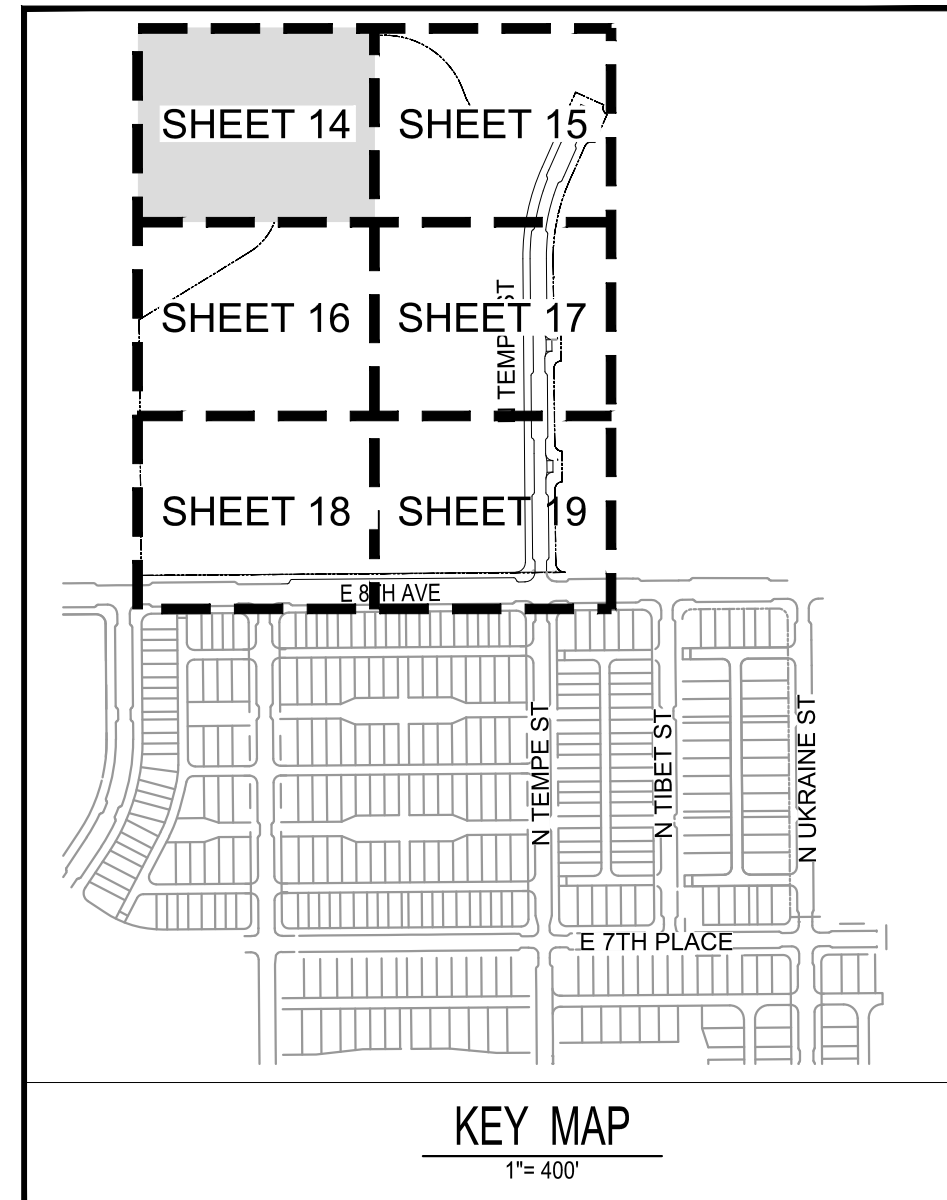 SHEET 14
SHEET 15
SHEET 16
SHEET 17
N TEMPE ST
SHEET 18
SHEET 19
E 8TH AVE
N TEMPE ST
N TIBET ST
N UKRAINE ST
E 7TH PLACE
KEY MAP
1"= 400'